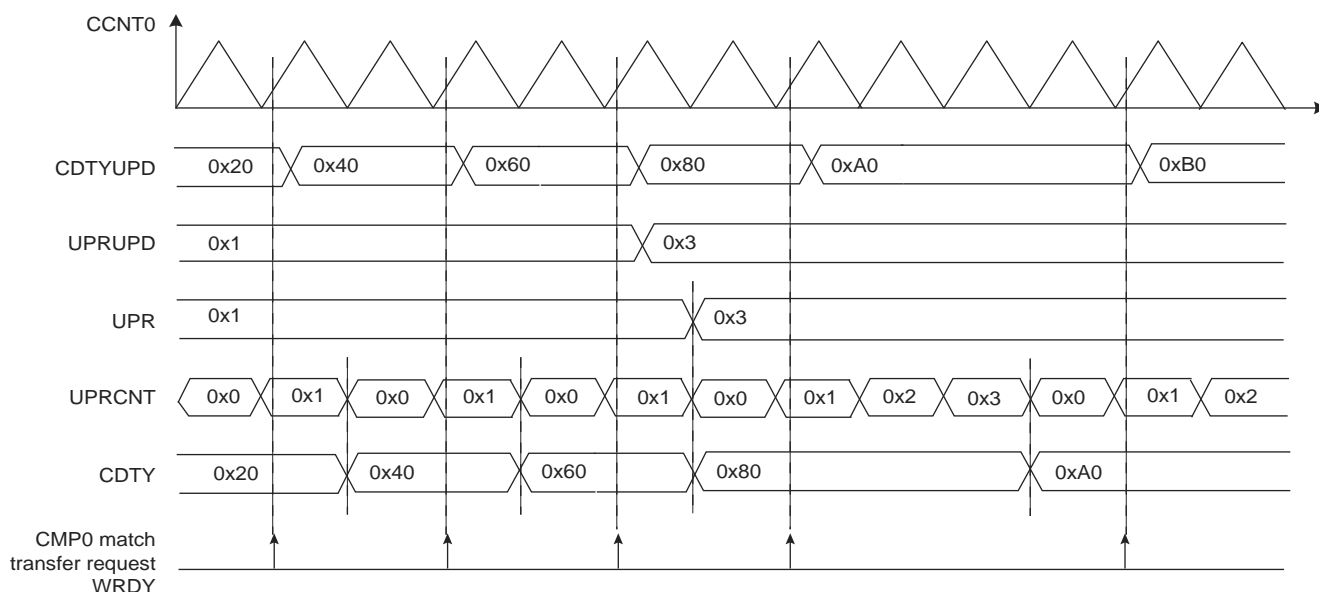 CCNT0
CDTYUPD 0x20 0x40 0x60 0x80 0xA0 0xB0
UPRUPD 0x1 0x3
UPR 0x1 0x3
UPRCNT 0x0 0x1 0x0 0x1 0x0 0x1 0x0 0x1 0x2 0x3 0x0 0x1 0x2
CDTY 0x20 0x40 0x60 0x80 0xA0
CMP0 match
transfer request
WRDY